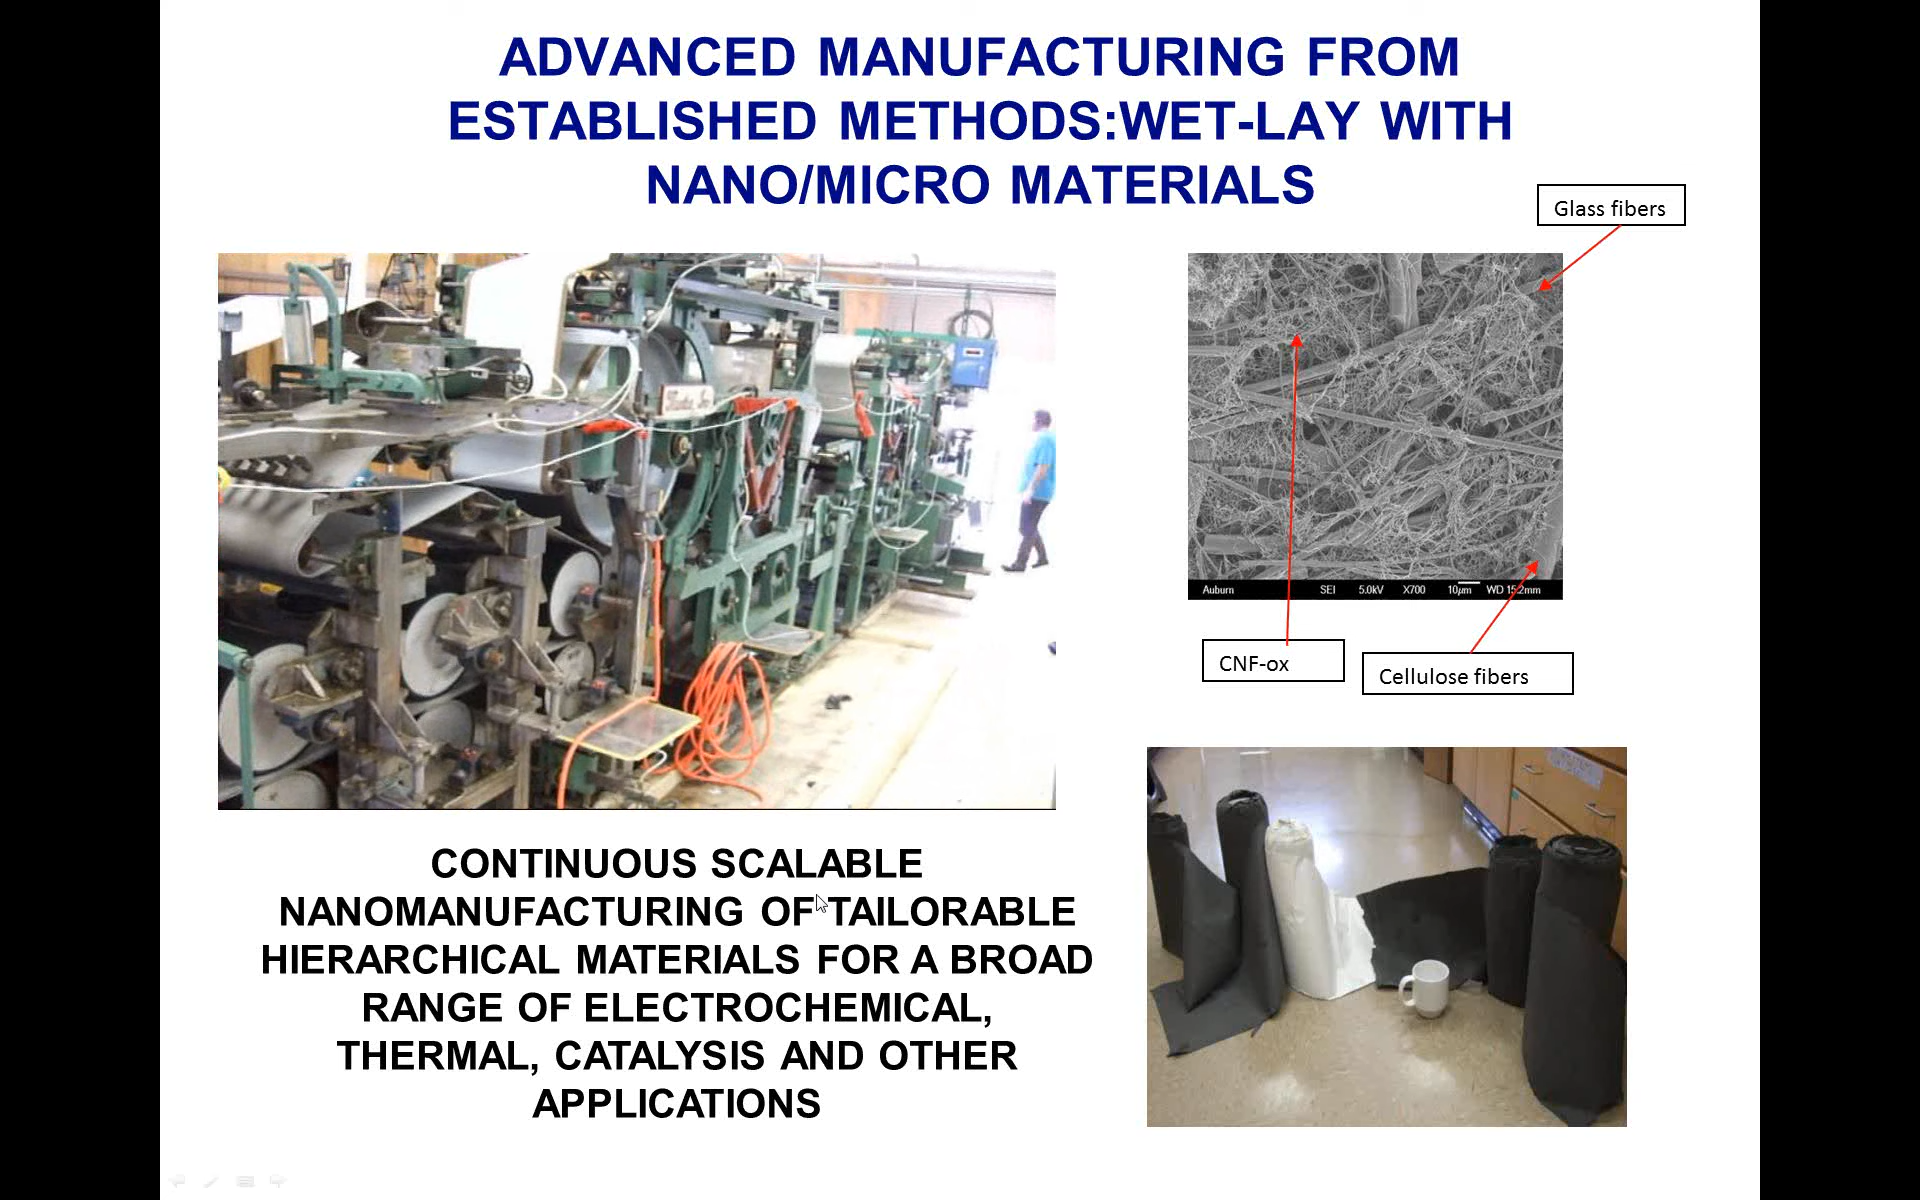 ADVANCED MANUFACTURING FROM
ESTABLISHED METHODS:WET-LAY WITH
NANO/MICRO MATERIALS
Glass fibers
Auburn SEI 5.0kV X700 10µm WD 15.2mm
CNF-ox
Cellulose fibers
CONTINUOUS SCALABLE
NANOMANUFACTURING OF TAILORABLE
HIERARCHICAL MATERIALS FOR A BROAD
RANGE OF ELECTROCHEMICAL,
THERMAL, CATALYSIS AND OTHER
APPLICATIONS